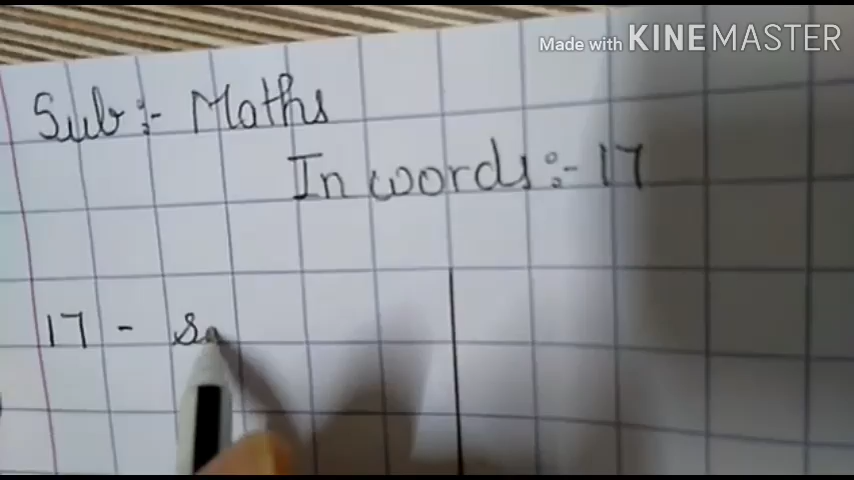 Made with KINEMASTER
Sub:- Maths
In words:- 17
17 - s